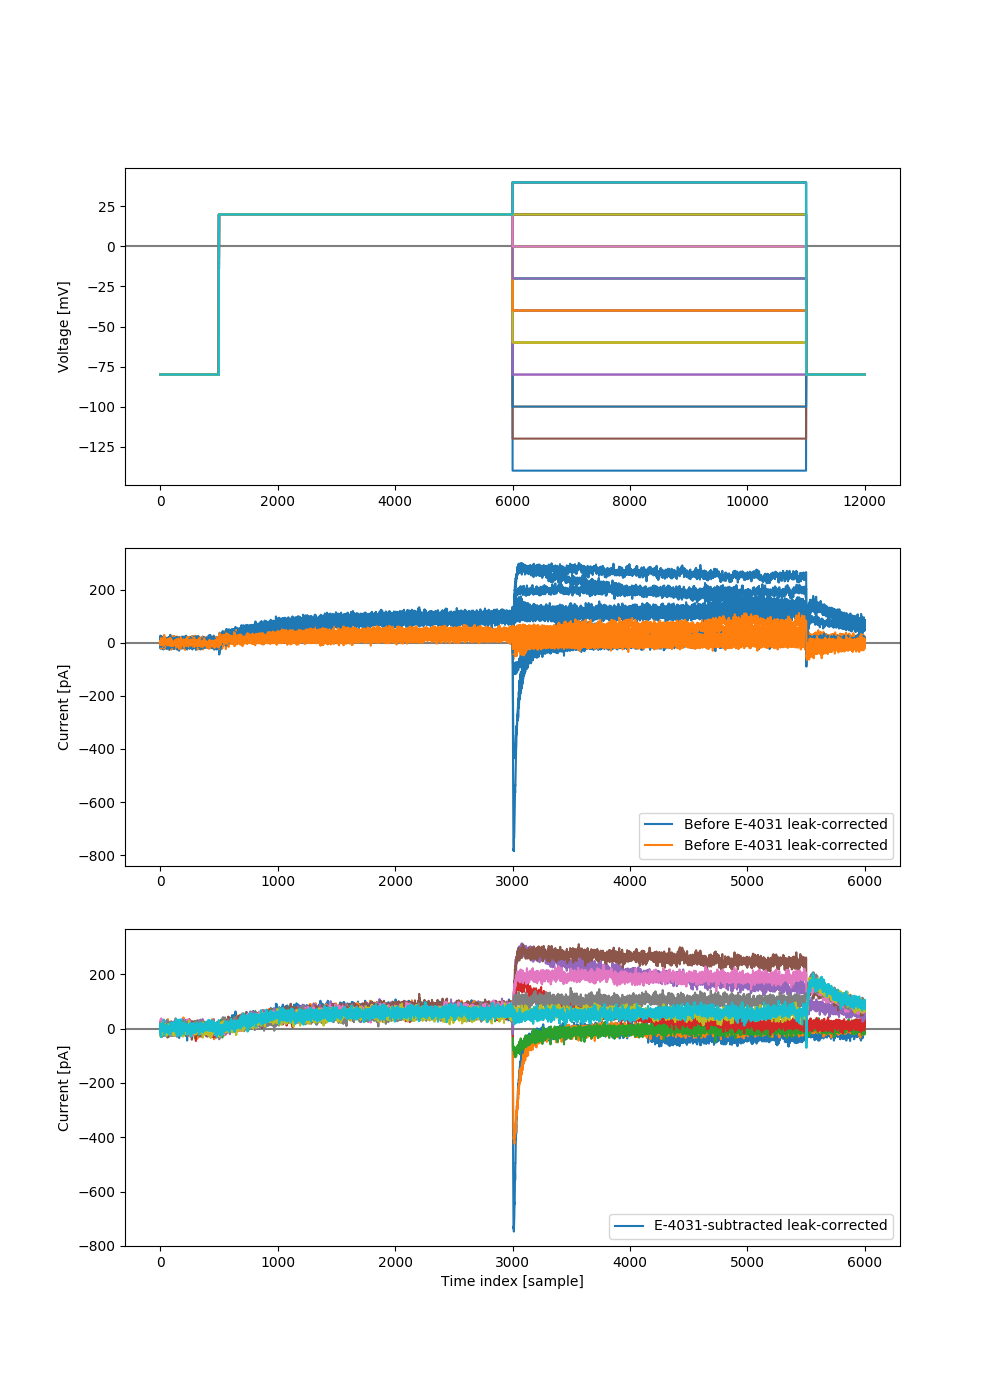 25
0
−25
−50
−75
−100
−125
Voltage [mV]
0 2000 4000 6000 8000 10000 12000
200
0
−200
−400
−600
−800
Current [pA]
Before E-4031 leak-corrected
Before E-4031 leak-corrected
0 1000 2000 3000 4000 5000 6000
200
0
−200
−400
−600
−800
Current [pA]
E-4031-subtracted leak-corrected
0 1000 2000 3000 4000 5000 6000
Time index [sample]